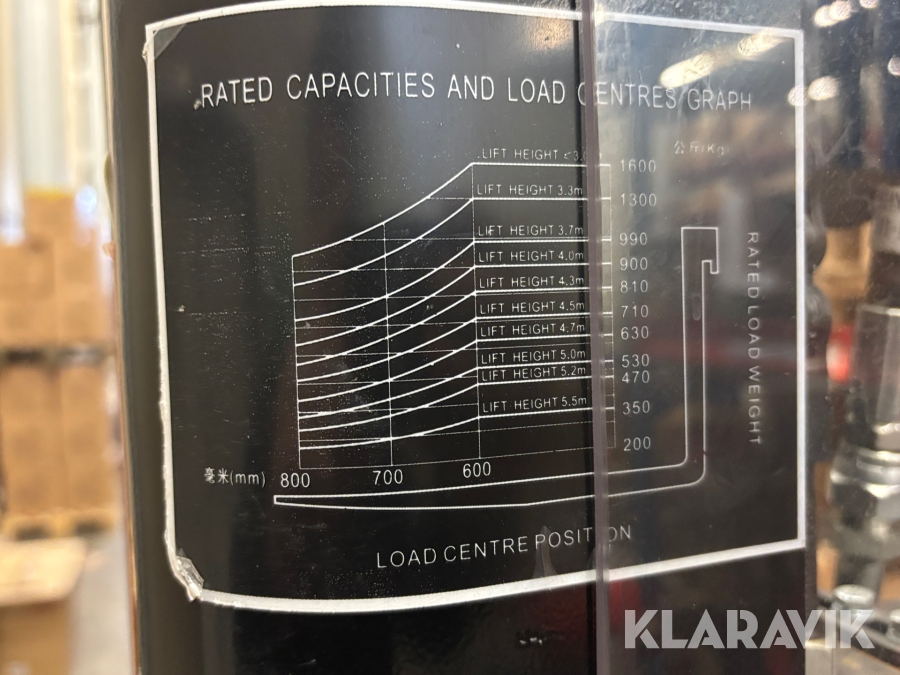 RATED CAPACITIES AND LOAD CENTRES GRAPH
LIFT HEIGHT
1600
LIFT HEIGHT 3.3m
1300
LIFT HEIGHT 3.7m
990
LIFT HEIGHT 4.0m
900
LIFT HEIGHT 4.3m
810
LIFT HEIGHT 4.5m
710
LIFT HEIGHT 4.7m
630
LIFT HEIGHT 5.0m
530
LIFT HEIGHT 5.2m
470
LIFT HEIGHT 5.5m
350
200
RATED LOAD WEIGHT
毫米(mm) 800 700 600
LOAD CENTRE POSITION
KLARAVIK